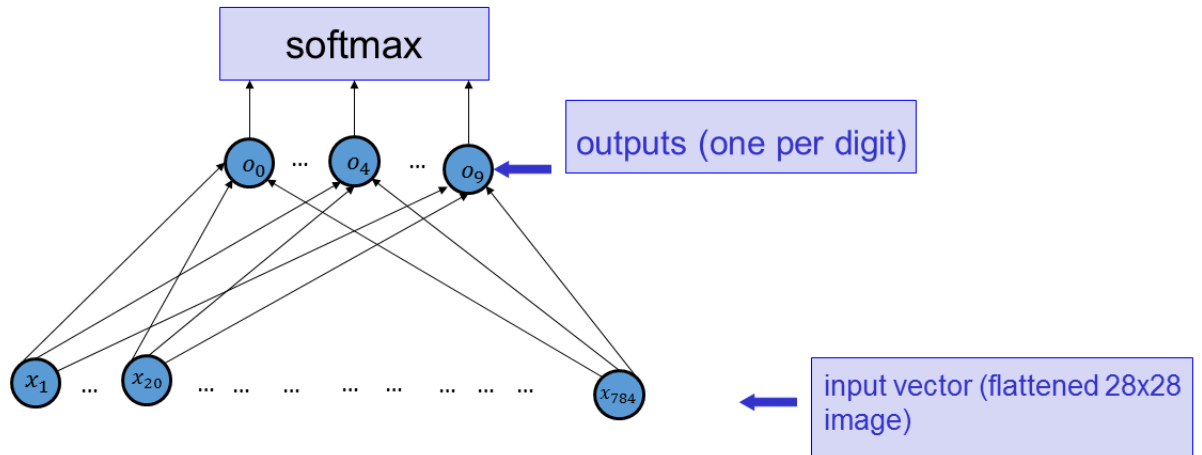 softmax
outputs (one per digit)
o₀ ... o₄ ... o₉
x₁ ... x₂₀ ... ... ... ... ... ... ... ... x₇₈₄
input vector (flattened 28x28
image)